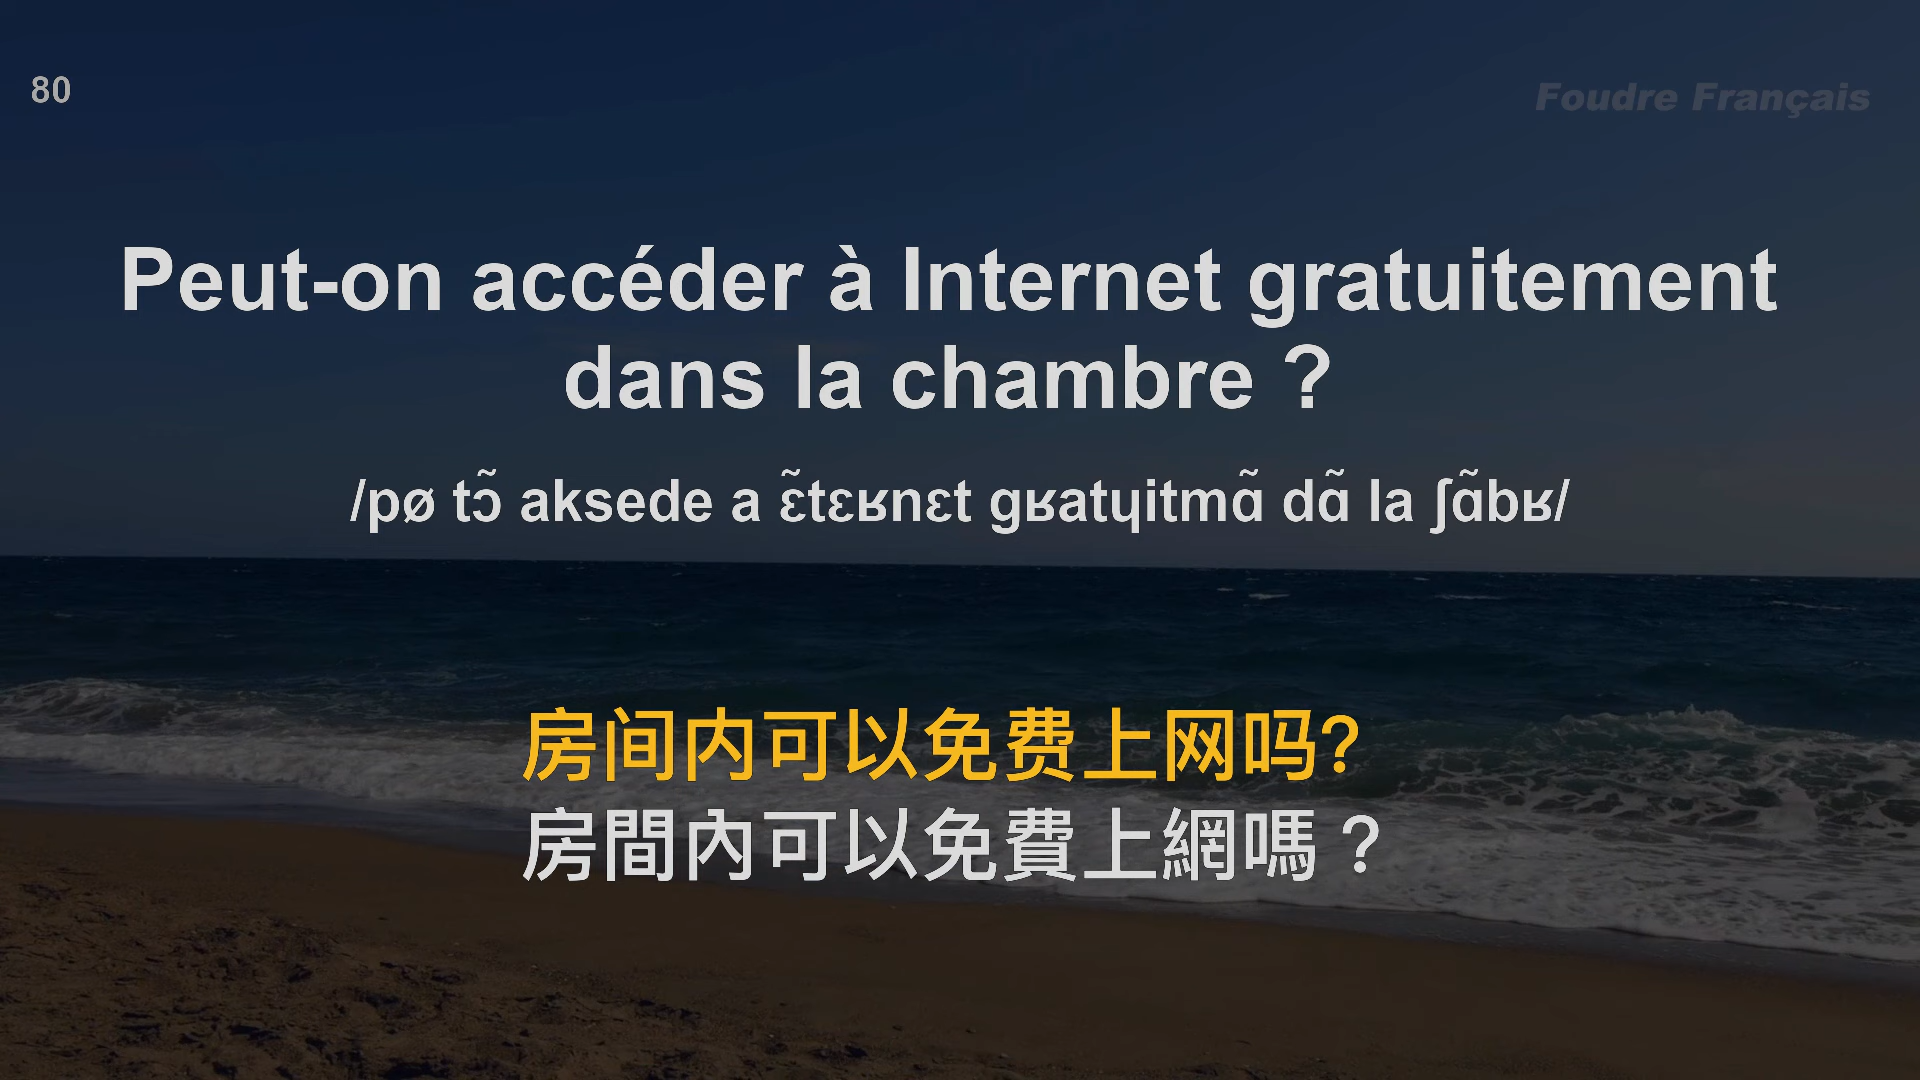 80
Foudre Français
Peut-on accéder à Internet gratuitement
dans la chambre ?
/pø tɔ̃ aksede a ɛ̃tɛʁnɛt gʁatɥitmɑ̃ dɑ̃ la ʃɑ̃bʁ/
房间内可以免费上网吗?
房間內可以免費上網嗎？